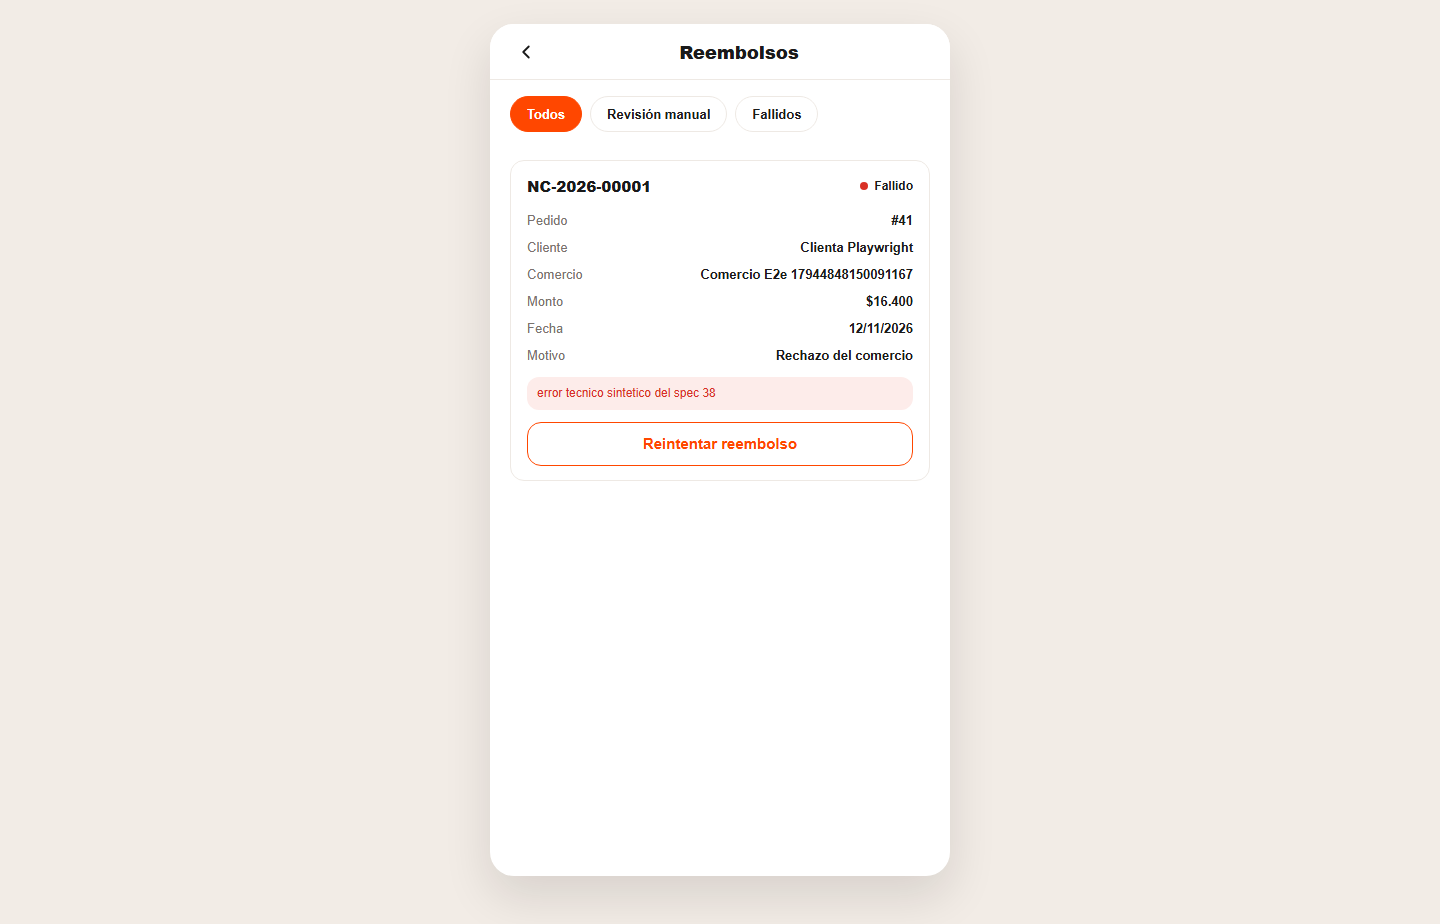 Reembolsos
Todos Revisión manual Fallidos
NC-2026-00001 Fallido
Pedido #41
Cliente Clienta Playwright
Comercio Comercio E2e 17944848150091167
Monto $16.400
Fecha 12/11/2026
Motivo Rechazo del comercio
error tecnico sintetico del spec 38
Reintentar reembolso